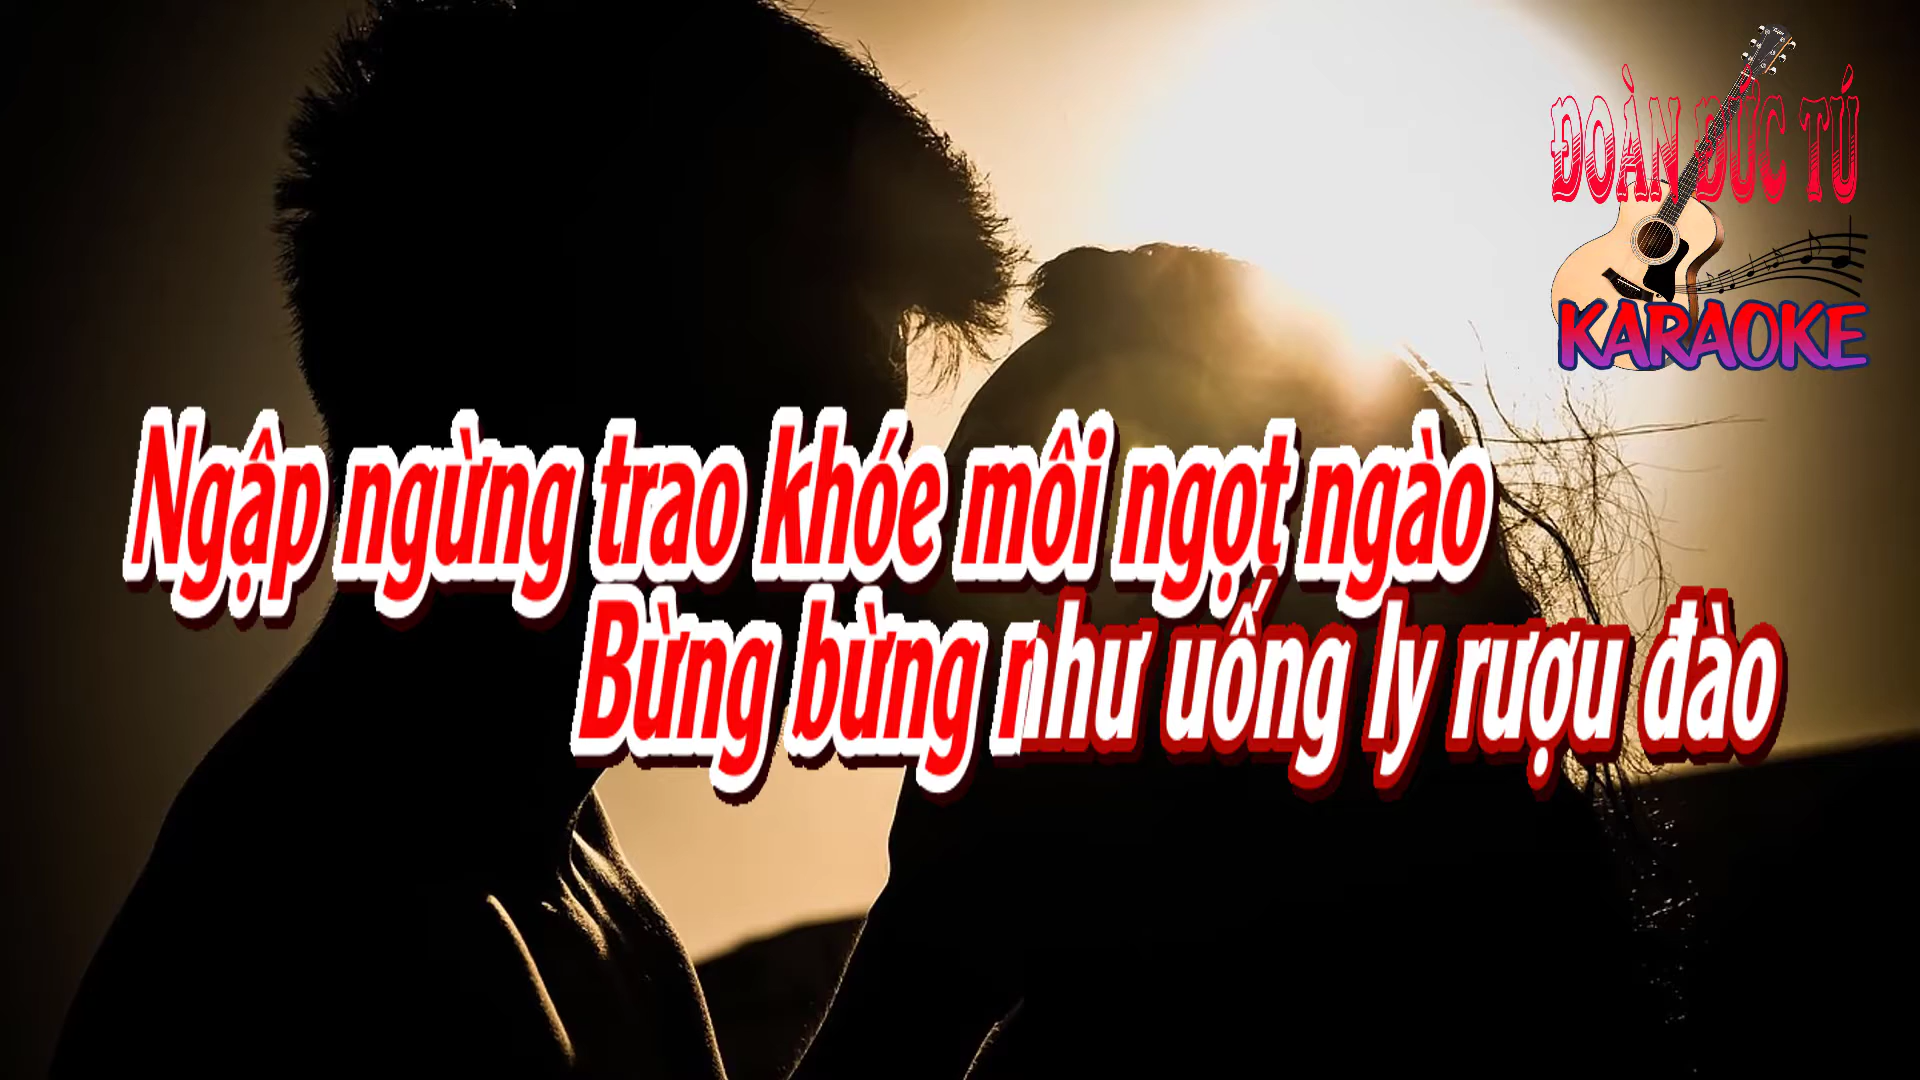 ĐOÀN ĐỨC TÚ
KARAOKE
Ngập ngừng trao khóe môi ngọt ngào
Bừng bừng như uống ly rượu đào